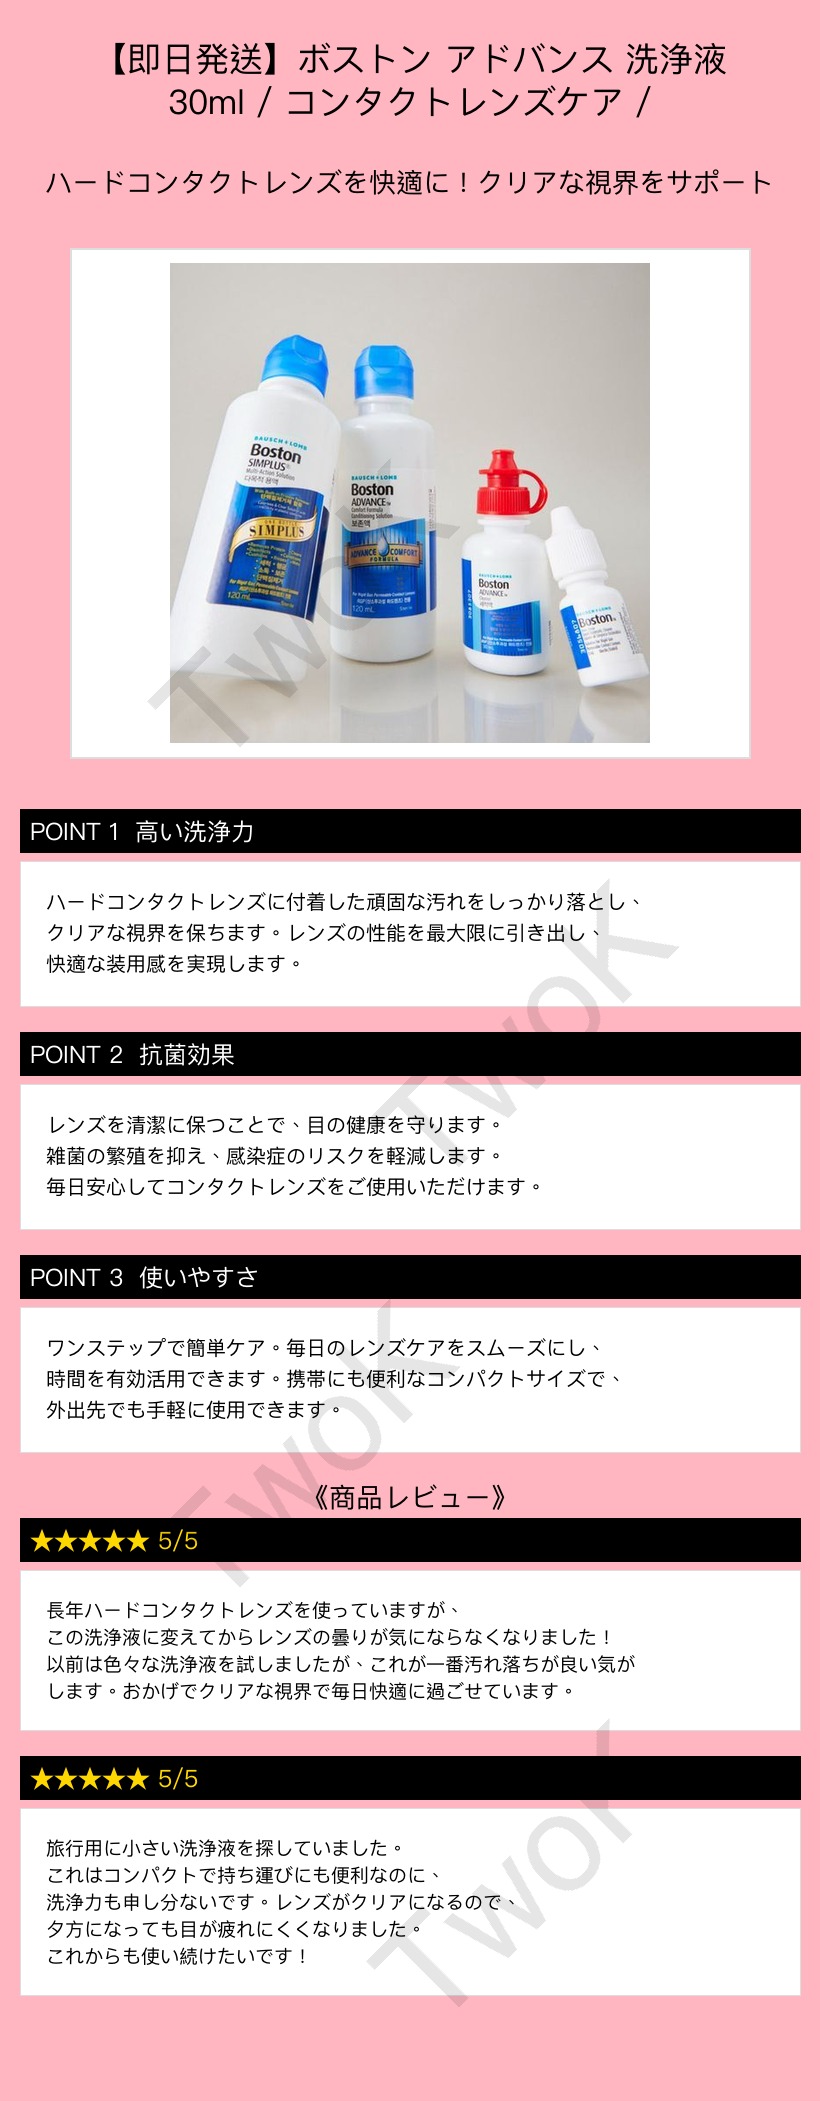 【即日発送】ボストン アドバンス 洗浄液
30ml / コンタクトレンズケア /
ハードコンタクトレンズを快適に！クリアな視界をサポート
BAUSCH + LOMB
Boston
SIMPLUS
Multi-Action Solution
다목적 용액
SIMPLUS
120 mL
BAUSCH + LOMB
Boston
ADVANCE
Comfort Formula
Conditioning Solution
보존액
ADVANCE COMFORT
FORMULA
120 mL
BAUSCH + LOMB
Boston
ADVANCE
Cleaner
세척액
Boston
TwoK
POINT 1 高い洗浄力
ハードコンタクトレンズに付着した頑固な汚れをしっかり落とし、
クリアな視界を保ちます。レンズの性能を最大限に引き出し、
快適な装用感を実現します。
TwoK
POINT 2 抗菌効果
レンズを清潔に保つことで、目の健康を守ります。
雑菌の繁殖を抑え、感染症のリスクを軽減します。
毎日安心してコンタクトレンズをご使用いただけます。
POINT 3 使いやすさ
ワンステップで簡単ケア。毎日のレンズケアをスムーズにし、
時間を有効活用できます。携帯にも便利なコンパクトサイズで、
外出先でも手軽に使用できます。
TwoK
《商品レビュー》
★★★★★ 5/5
長年ハードコンタクトレンズを使っていますが、
この洗浄液に変えてからレンズの曇りが気にならなくなりました！
以前は色々な洗浄液を試しましたが、これが一番汚れ落ちが良い気が
します。おかげでクリアな視界で毎日快適に過ごせています。
★★★★★ 5/5
旅行用に小さい洗浄液を探していました。
これはコンパクトで持ち運びにも便利なのに、
洗浄力も申し分ないです。レンズがクリアになるので、
夕方になっても目が疲れにくくなりました。
これからも使い続けたいです！
TwoK